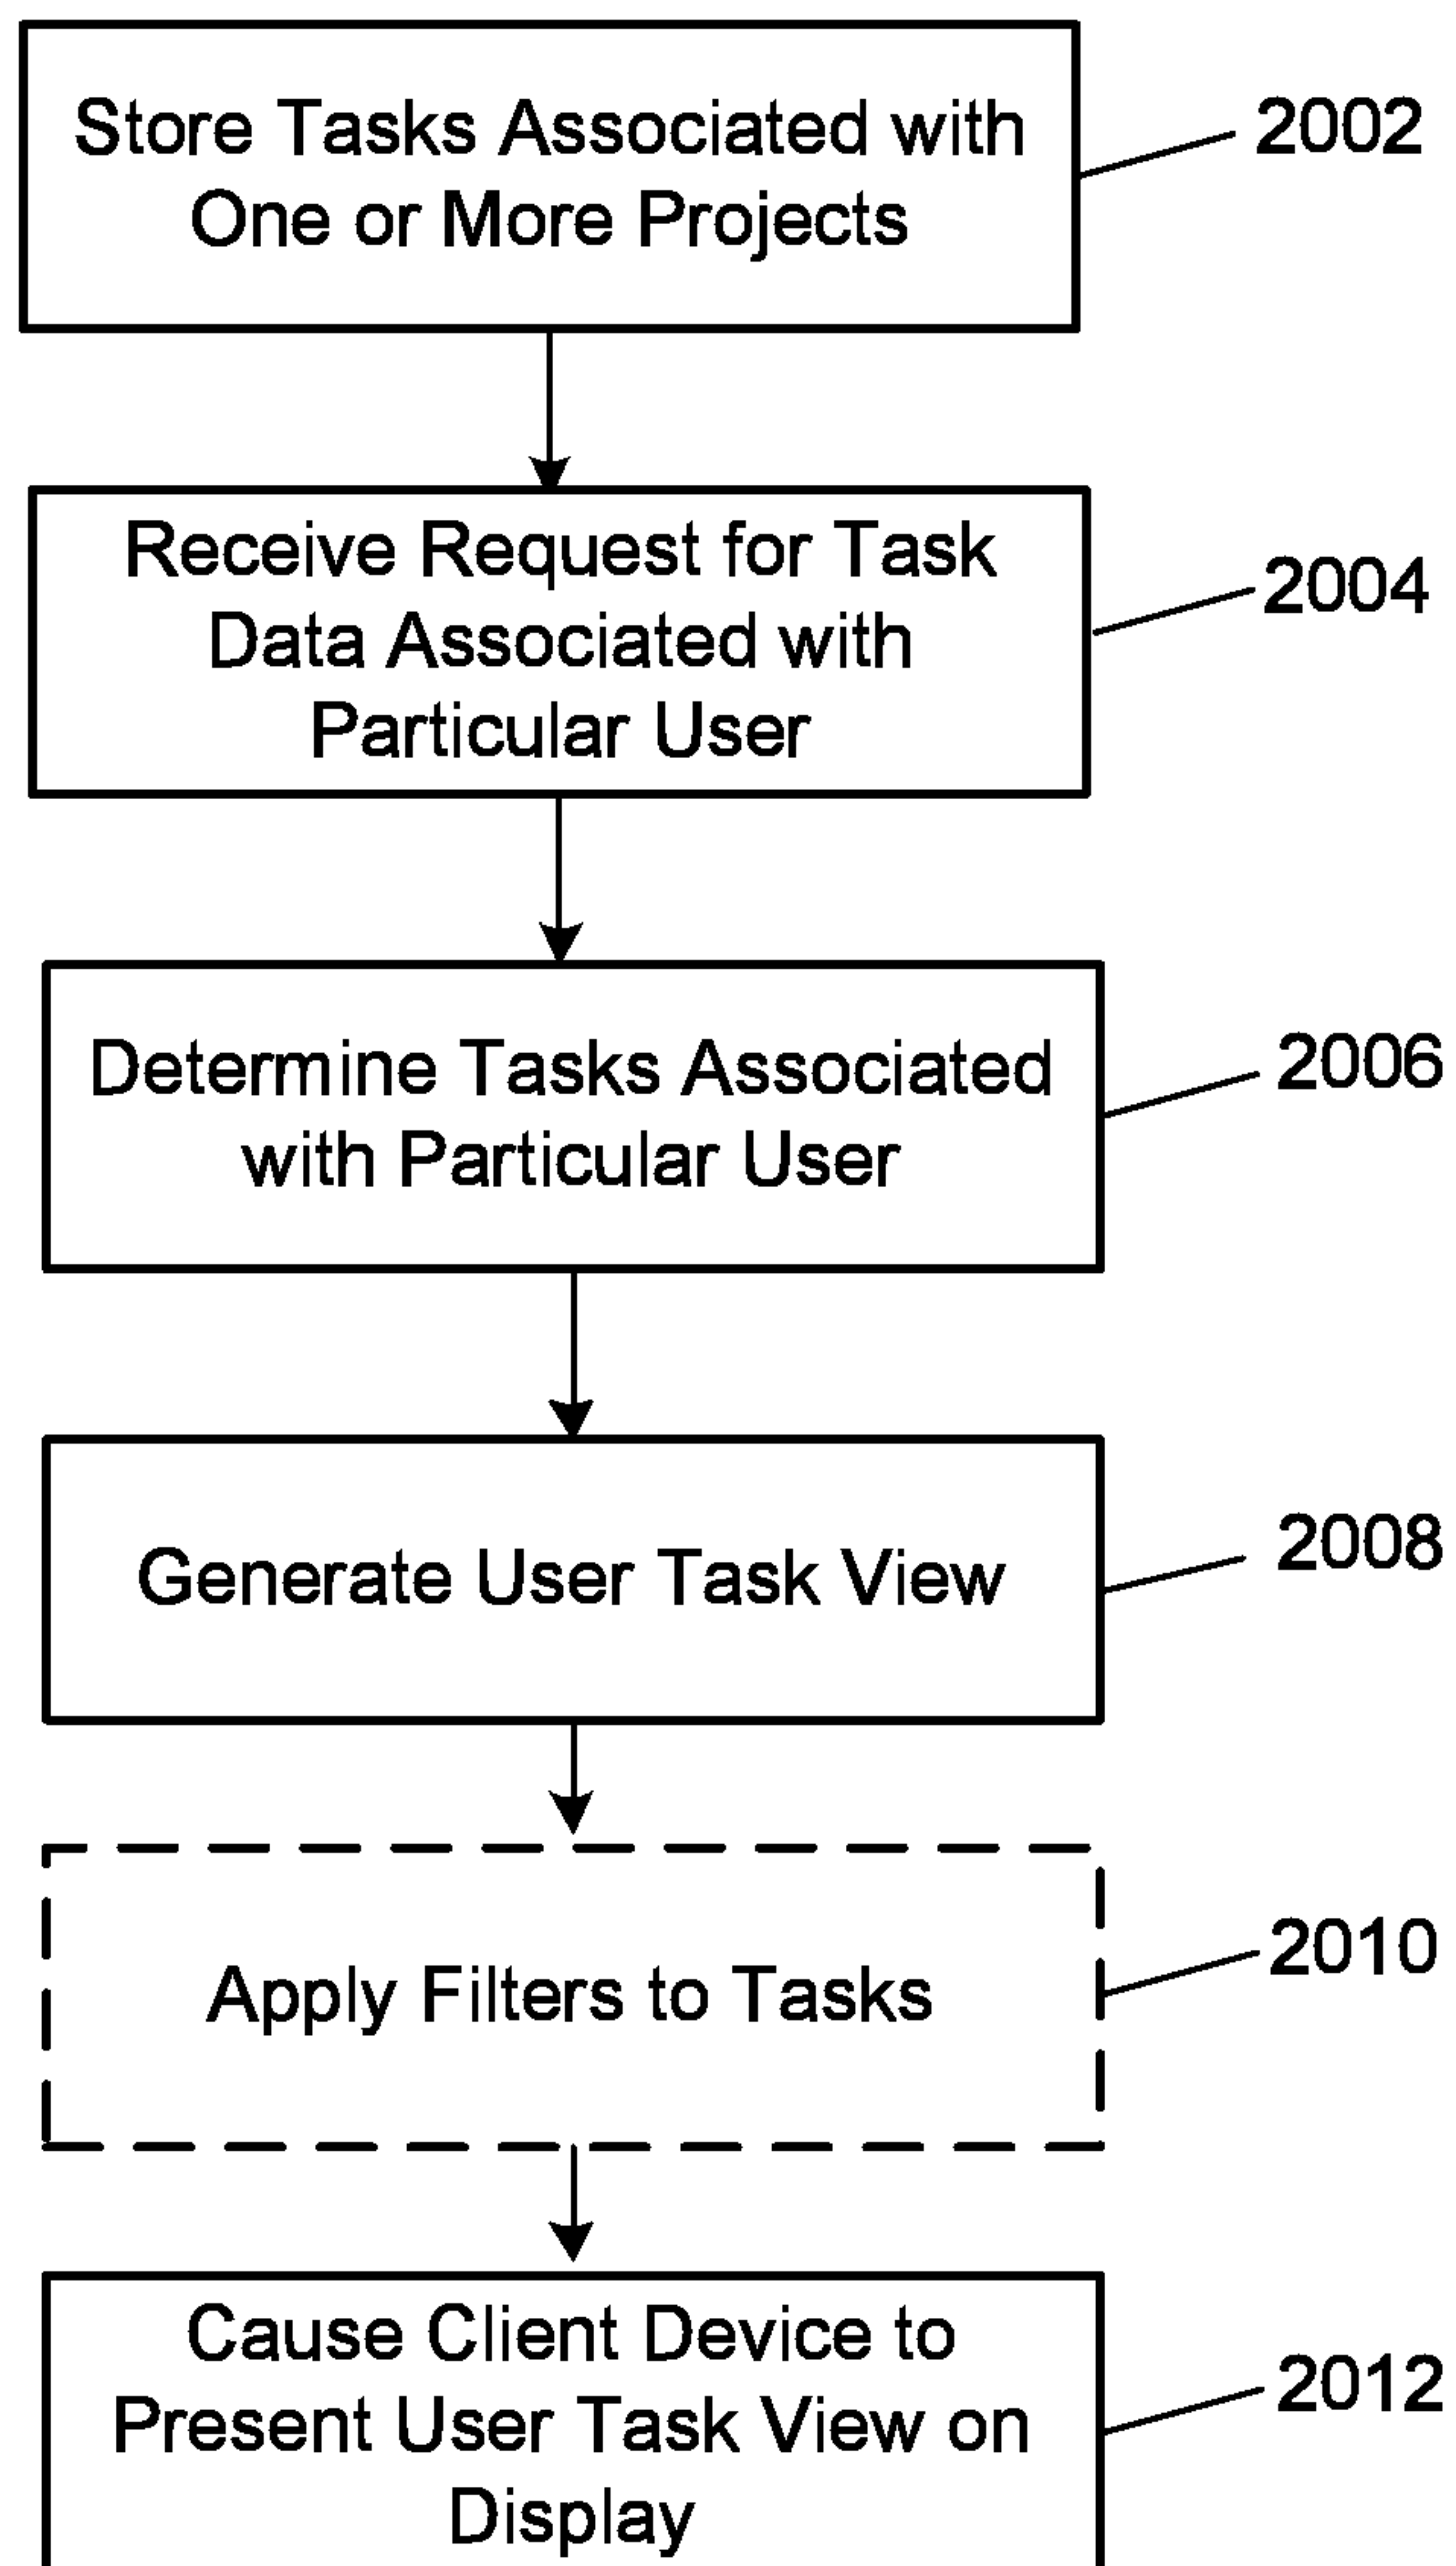 Store Tasks Associated with
One or More Projects
2002
Receive Request for Task
Data Associated with
Particular User
2004
Determine Tasks Associated
with Particular User
2006
Generate User Task View
2008
Apply Filters to Tasks
2010
Cause Client Device to
Present User Task View on
Display
2012